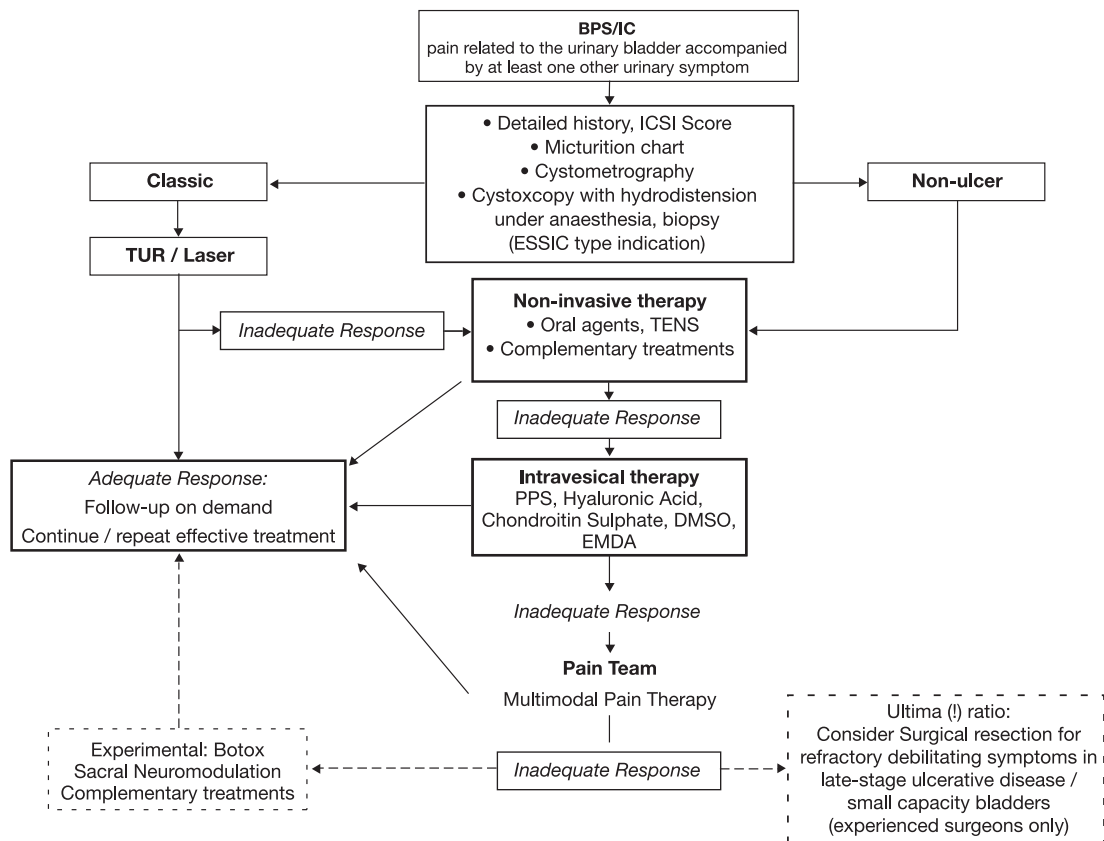 BPS/IC
pain related to the urinary bladder accompanied
by at least one other urinary symptom
• Detailed history, ICSI Score
• Micturition chart
• Cystometrography
• Cystoxcopy with hydrodistension
under anaesthesia, biopsy
(ESSIC type indication)
Classic
Non-ulcer
TUR / Laser
Non-invasive therapy
• Oral agents, TENS
• Complementary treatments
Inadequate Response
Inadequate Response
Adequate Response:
Follow-up on demand
Continue / repeat effective treatment
Intravesical therapy
PPS, Hyaluronic Acid,
Chondroitin Sulphate, DMSO,
EMDA
Inadequate Response
Pain Team
Multimodal Pain Therapy
Inadequate Response
Experimental: Botox
Sacral Neuromodulation
Complementary treatments
Ultima (!) ratio:
Consider Surgical resection for
refractory debilitating symptoms in
late-stage ulcerative disease /
small capacity bladders
(experienced surgeons only)